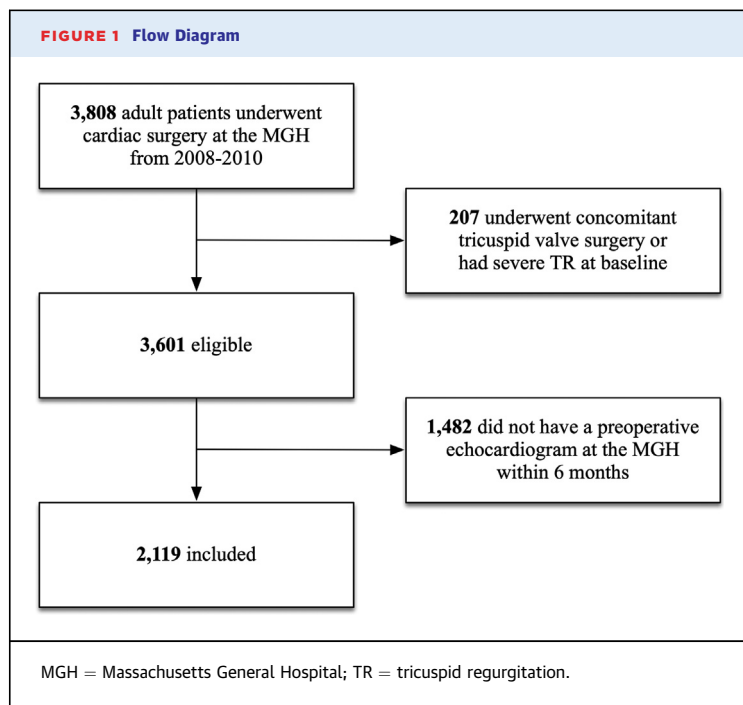 FIGURE 1 Flow Diagram
3,808 adult patients underwent
cardiac surgery at the MGH
from 2008-2010
207 underwent concomitant
tricuspid valve surgery or
had severe TR at baseline
3,601 eligible
1,482 did not have a preoperative
echocardiogram at the MGH
within 6 months
2,119 included
MGH = Massachusetts General Hospital; TR = tricuspid regurgitation.